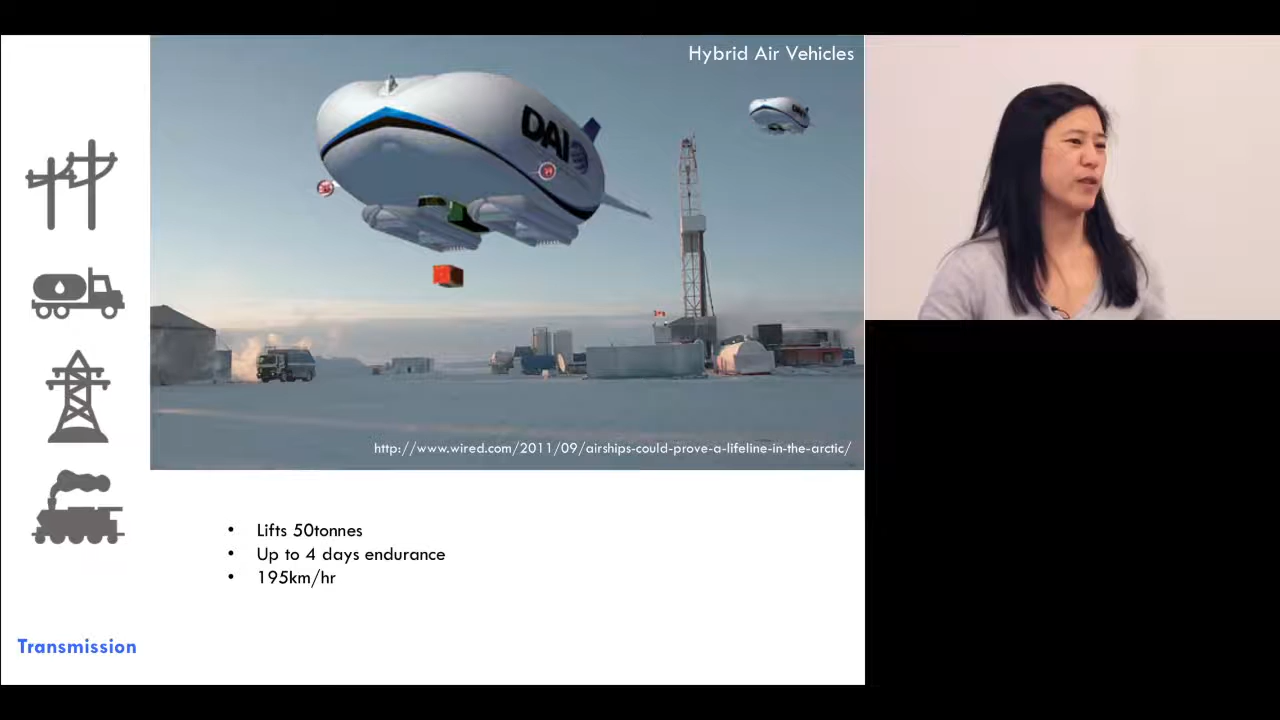 Hybrid Air Vehicles
DAI
http://www.wired.com/2011/09/airships-could-prove-a-lifeline-in-the-arctic/
• Lifts 50tonnes
• Up to 4 days endurance
• 195km/hr
Transmission